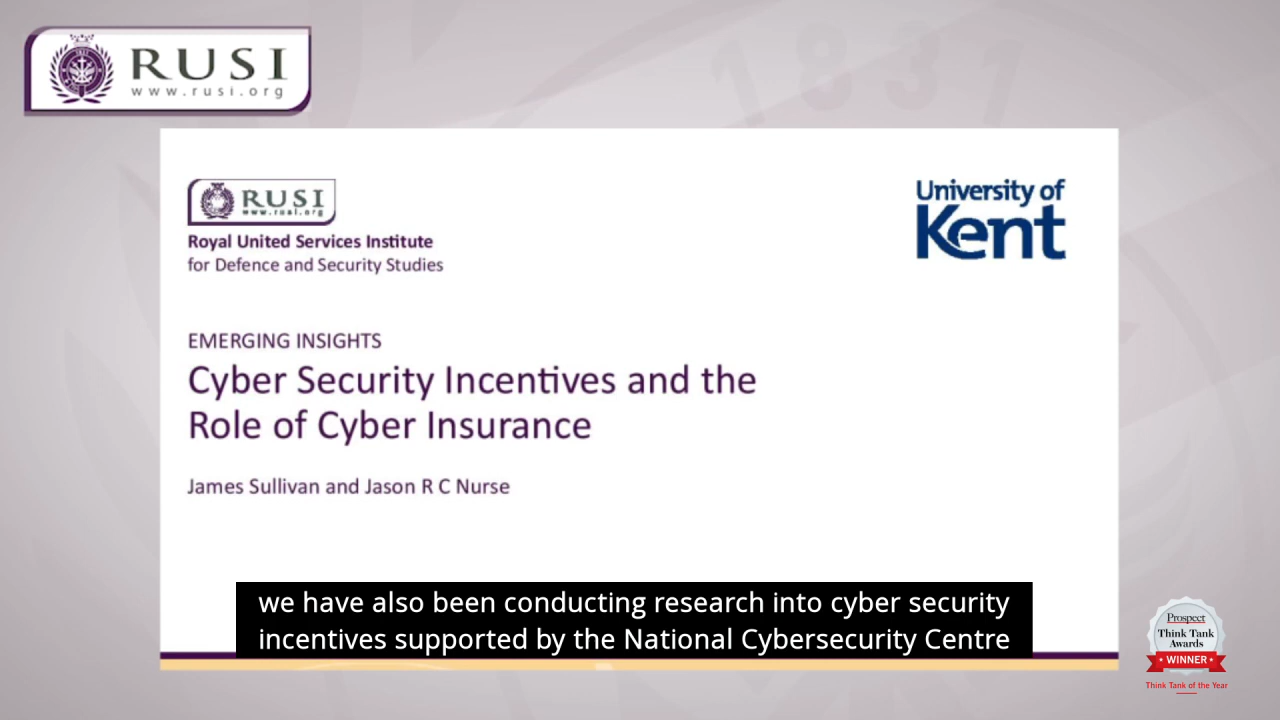 RUSI
www.rusi.org
1831
RUSI
www.rusi.org
Royal United Services Institute
for Defence and Security Studies
University of
Kent
EMERGING INSIGHTS
Cyber Security Incentives and the
Role of Cyber Insurance
James Sullivan and Jason R C Nurse
we have also been conducting research into cyber security
incentives supported by the National Cybersecurity Centre
Prospect
Think Tank
Awards
WINNER
Think Tank of the Year